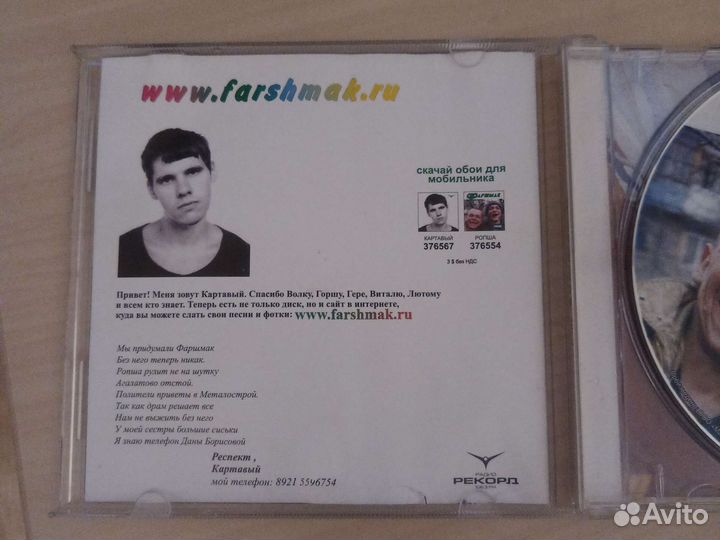 www.farshmak.ru
скачай обои для
мобильника
ФАРШМАК
КАРТАВЫЙ РОПША
376567 376554
3 $ без НДС
Привет! Меня зовут Картавый. Спасибо Волку, Горшу, Гере, Виталю, Лютому
и всем кто знает. Теперь есть не только диск, но и сайт в интернете,
куда вы можете слать свои песни и фотки: www.farshmak.ru
Мы придумали Фаршмак
Без него теперь никак.
Ропша рулит не на шутку
Агалатово отстой.
Полители приветы в Металострой.
Так как драм решает все
Нам не выжить без него
У моей сестры большие сиськи
Я знаю телефон Даны Борисовой
Респект ,
Картавый
мой телефон: 8921 5596754
РАДИО
РЕКОРД
Avito